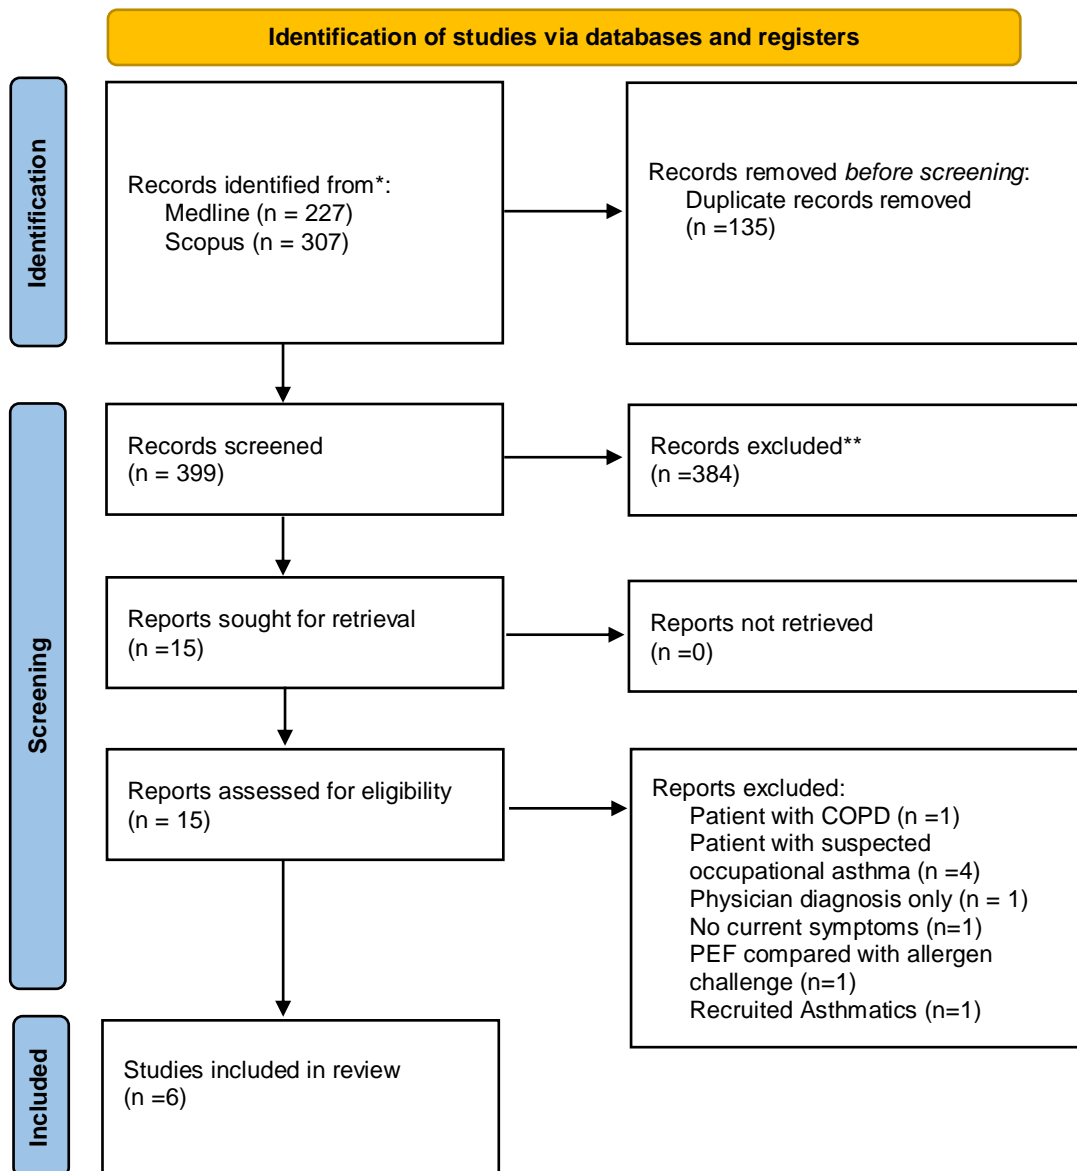 Identification of studies via databases and registers
Identification
Records identified from*:
Medline (n = 227)
Scopus (n = 307)
Records removed before screening:
Duplicate records removed
(n =135)
Screening
Records screened
(n = 399)
Records excluded**
(n =384)
Reports sought for retrieval
(n =15)
Reports not retrieved
(n =0)
Reports assessed for eligibility
(n = 15)
Reports excluded:
Patient with COPD (n =1)
Patient with suspected
occupational asthma (n =4)
Physician diagnosis only (n = 1)
No current symptoms (n=1)
PEF compared with allergen
challenge (n=1)
Recruited Asthmatics (n=1)
Included
Studies included in review
(n =6)